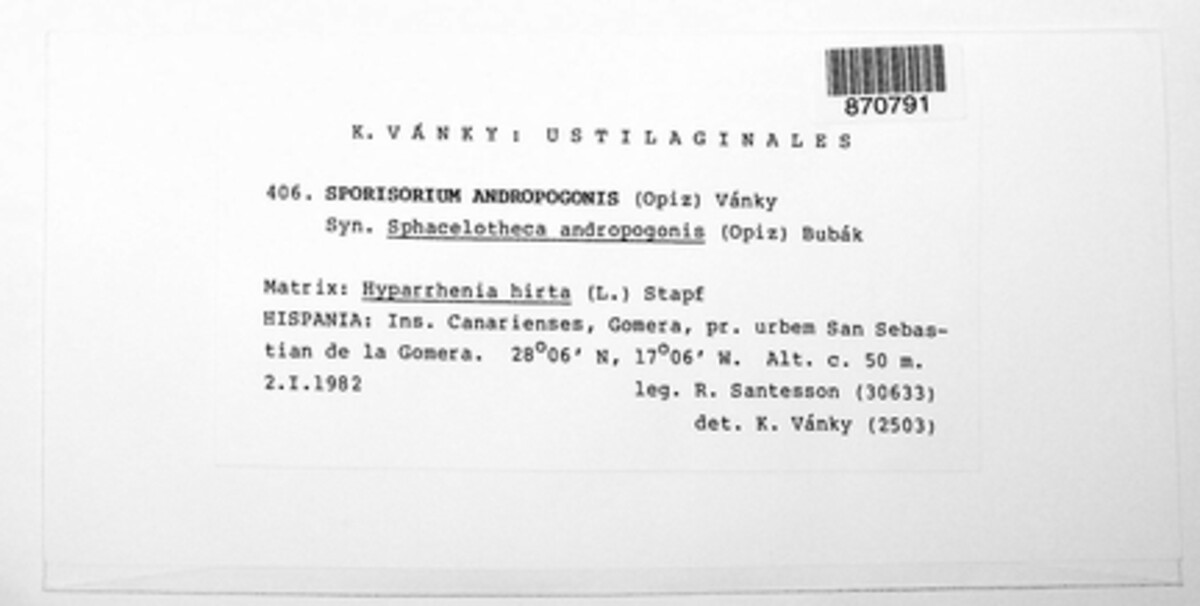 870791
K. VÁNKY: USTILAGINALES
406. SPORISORIUM ANDROPOGONIS (Opiz) Vánky
Syn. Sphacelotheca andropogonis (Opiz) Bubák
Matrix: Hyparrhenia hirta (L.) Stapf
HISPANIA: Ins. Canarienses, Gomera, pr. urbem San Sebas-
tian de la Gomera. 28°06' N, 17°06' W. Alt. c. 50 m.
2.I.1982 leg. R. Santesson (30633)
det. K. Vánky (2503)